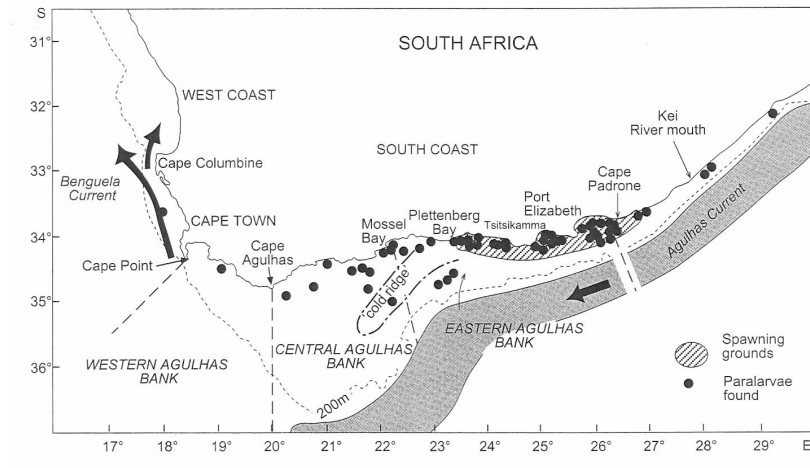 S
31°
32°
33°
34°
35°
36°
SOUTH AFRICA
WEST COAST
Kei
River mouth
SOUTH COAST
Cape Columbine
Cape
Padrone
Benguela
Current
Port
Elizabeth
Agulhas Current
CAPE TOWN
Plettenberg
Bay
Tsitsikamma
Mossel
Bay
Cape
Agulhas
Cape Point
cold ridge
EASTERN AGULHAS
BANK
CENTRAL AGULHAS
BANK
WESTERN AGULHAS
BANK
200m
Spawning
grounds
Paralarvae
found
17° 18° 19° 20° 21° 22° 23° 24° 25° 26° 27° 28° 29° E